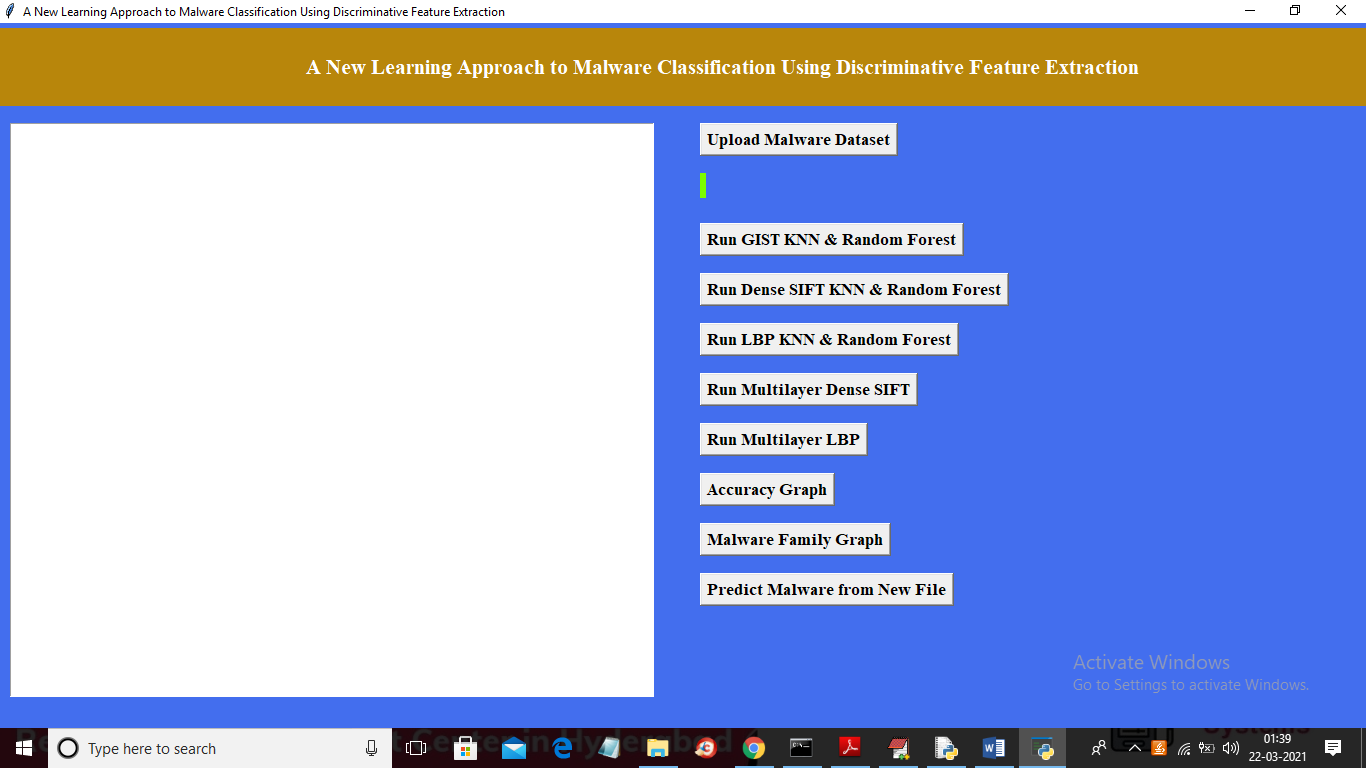 A New Learning Approach to Malware Classification Using Discriminative Feature Extraction
A New Learning Approach to Malware Classification Using Discriminative Feature Extraction
Upload Malware Dataset
Run GIST KNN & Random Forest
Run Dense SIFT KNN & Random Forest
Run LBP KNN & Random Forest
Run Multilayer Dense SIFT
Run Multilayer LBP
Accuracy Graph
Malware Family Graph
Predict Malware from New File
Activate Windows
Go to Settings to activate Windows.
Type here to search
01:39
22-03-2021